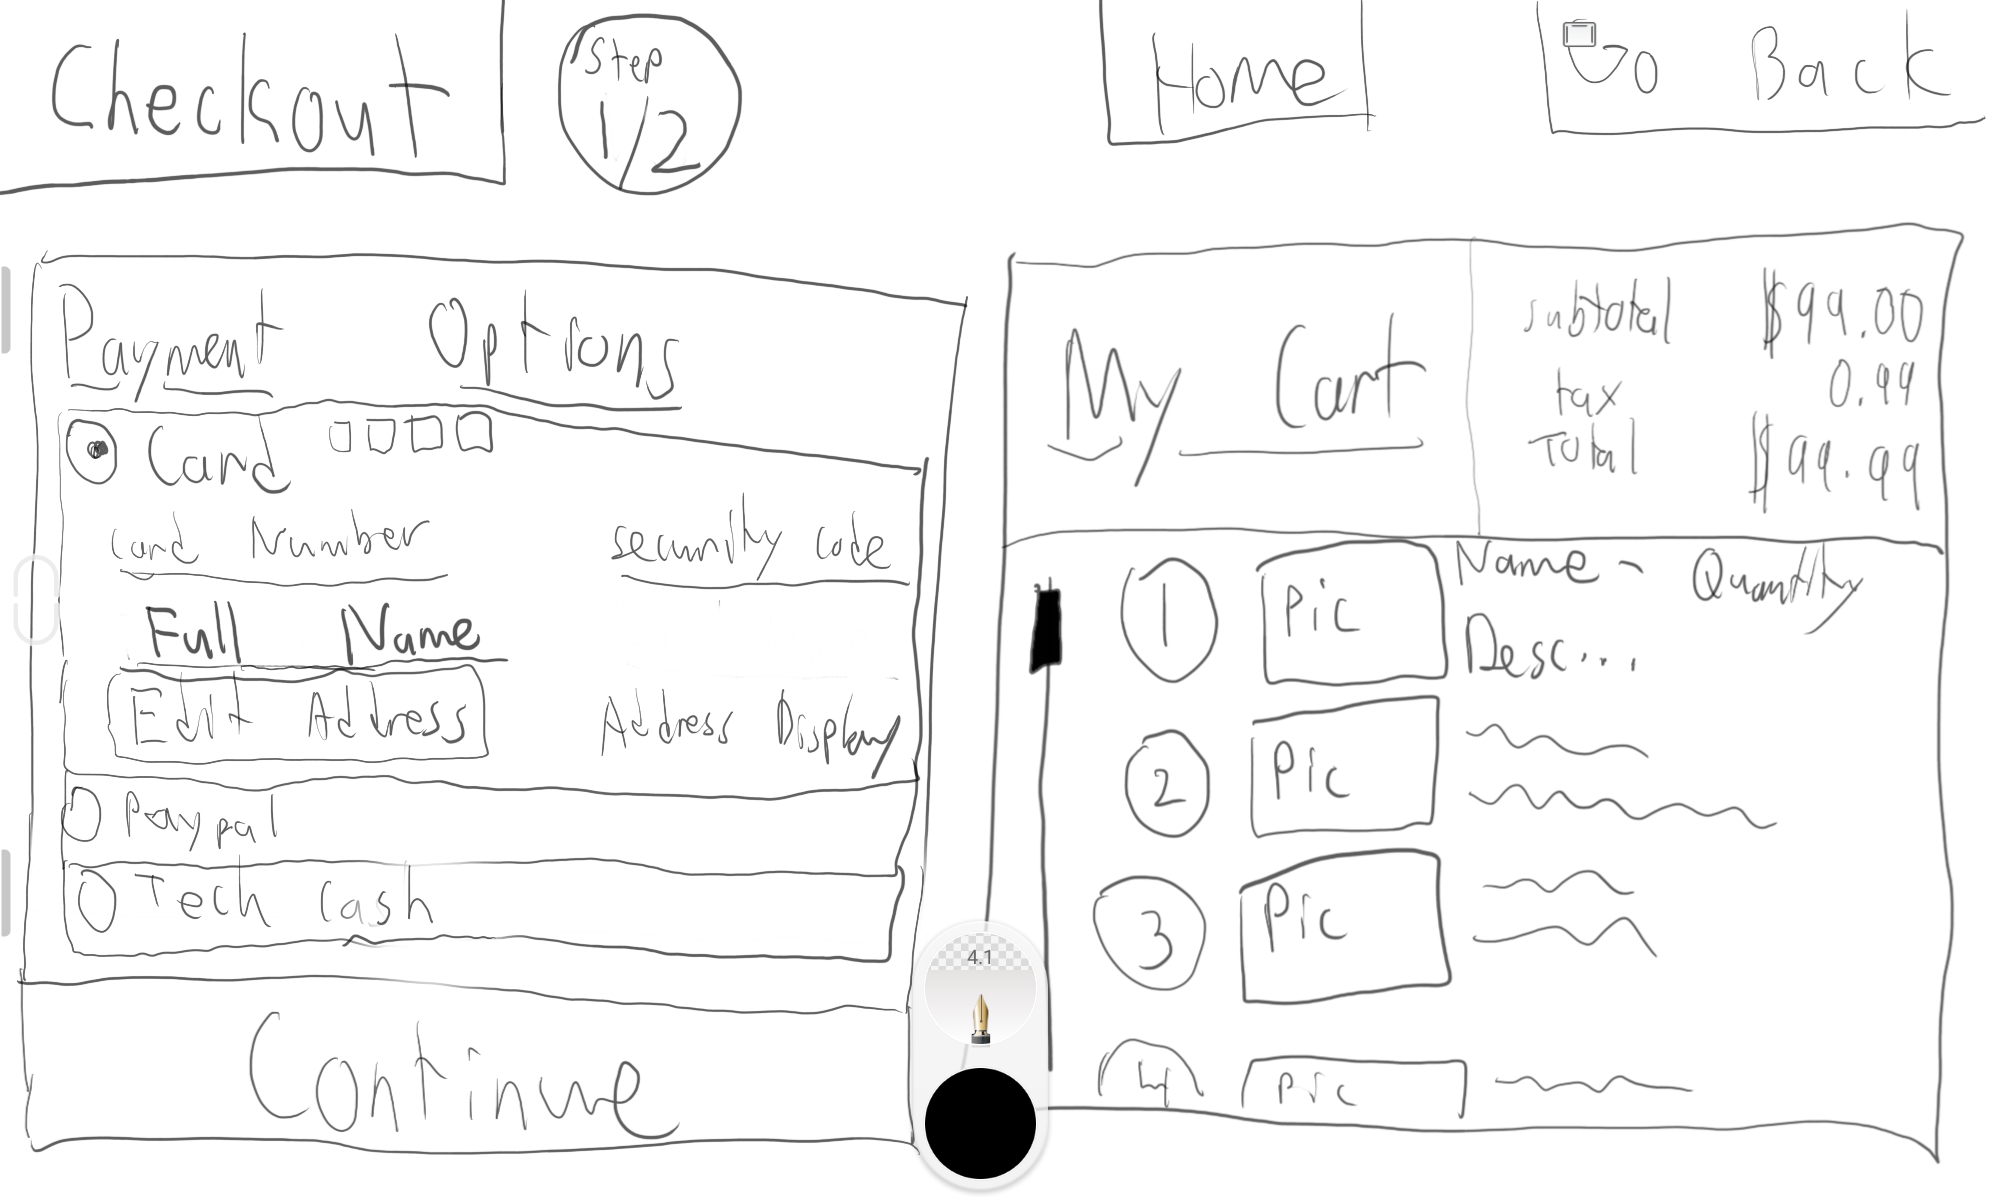 Checkout
Step
1/2
Home
Go Back
Payment Options
Card
card Number
security code
Full Name
Edit Address
Address Display
Paypal
Tech Cash
Continue
My Cart
subtotal $99.00
tax 0.99
Total $99.99
1
Pic
Name - Quantity
Desc...
2
Pic
3
Pic
4
Pic
4.1